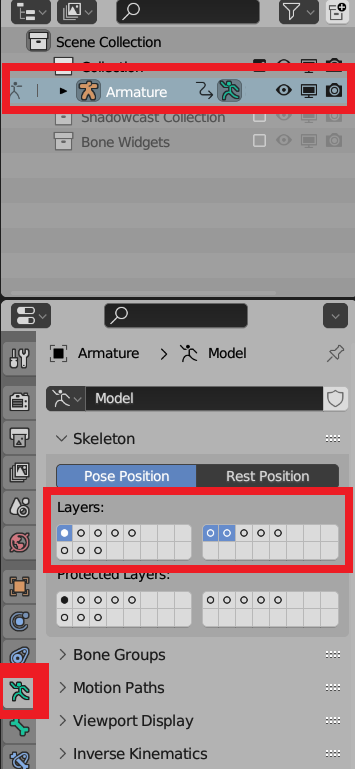 Scene Collection
Collection
Armature
Shadowcast Collection
Bone Widgets
Armature > Model
Model
Skeleton
Pose Position Rest Position
Layers:
Protected Layers:
Bone Groups
Motion Paths
Viewport Display
Inverse Kinematics